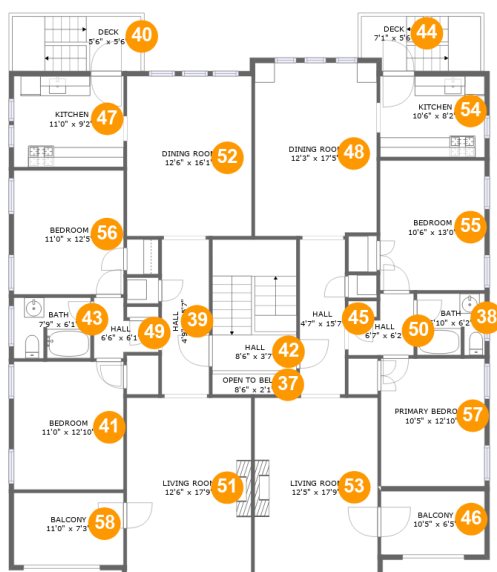 DECK
5'6" x 5'6
40
DECK
7'1" x 5'6
44
KITCHEN
11'0" x 9'2"
47
KITCHEN
10'6" x 8'2"
54
DINING ROOM
12'6" x 16'1"
52
DINING ROOM
12'3" x 17'5"
48
BEDROOM
11'0" x 12'5"
56
BEDROOM
10'6" x 13'0"
55
BATH
7'9" x 6'1"
43
HALL
6'6" x 6'1"
49
HALL
39
HALL
8'6" x 3'7"
42
HALL
4'7" x 15'7"
45
HALL
6'7" x 6'2"
50
BATH
38
OPEN TO BEL
8'6" x 2'1"
37
BEDROOM
11'0" x 12'10"
41
PRIMARY BEDRO
10'5" x 12'10"
57
LIVING ROOM
12'6" x 17'9"
51
LIVING ROOM
12'5" x 17'9"
53
BALCONY
11'0" x 7'3"
58
BALCONY
10'5" x 6'5"
46